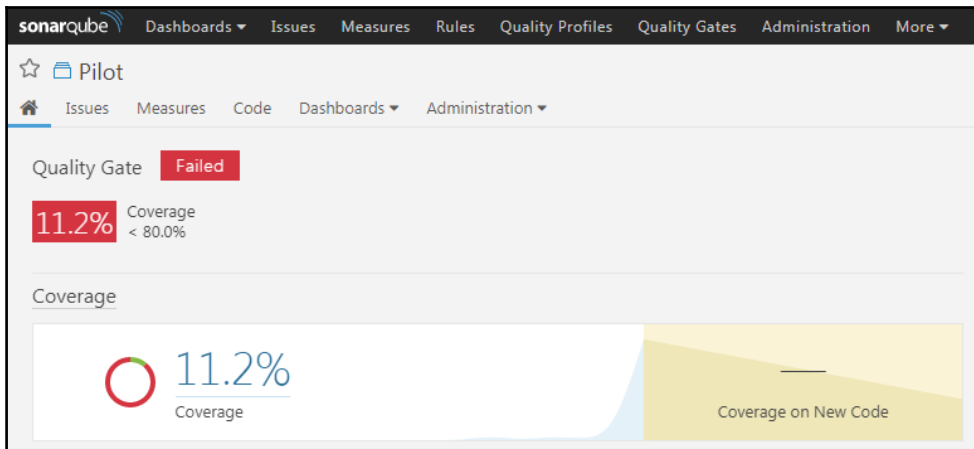 sonarqube Dashboards Issues Measures Rules Quality Profiles Quality Gates Administration More
Pilot
Issues Measures Code Dashboards Administration
Quality Gate Failed
11.2% Coverage
< 80.0%
Coverage
11.2%
Coverage
Coverage on New Code